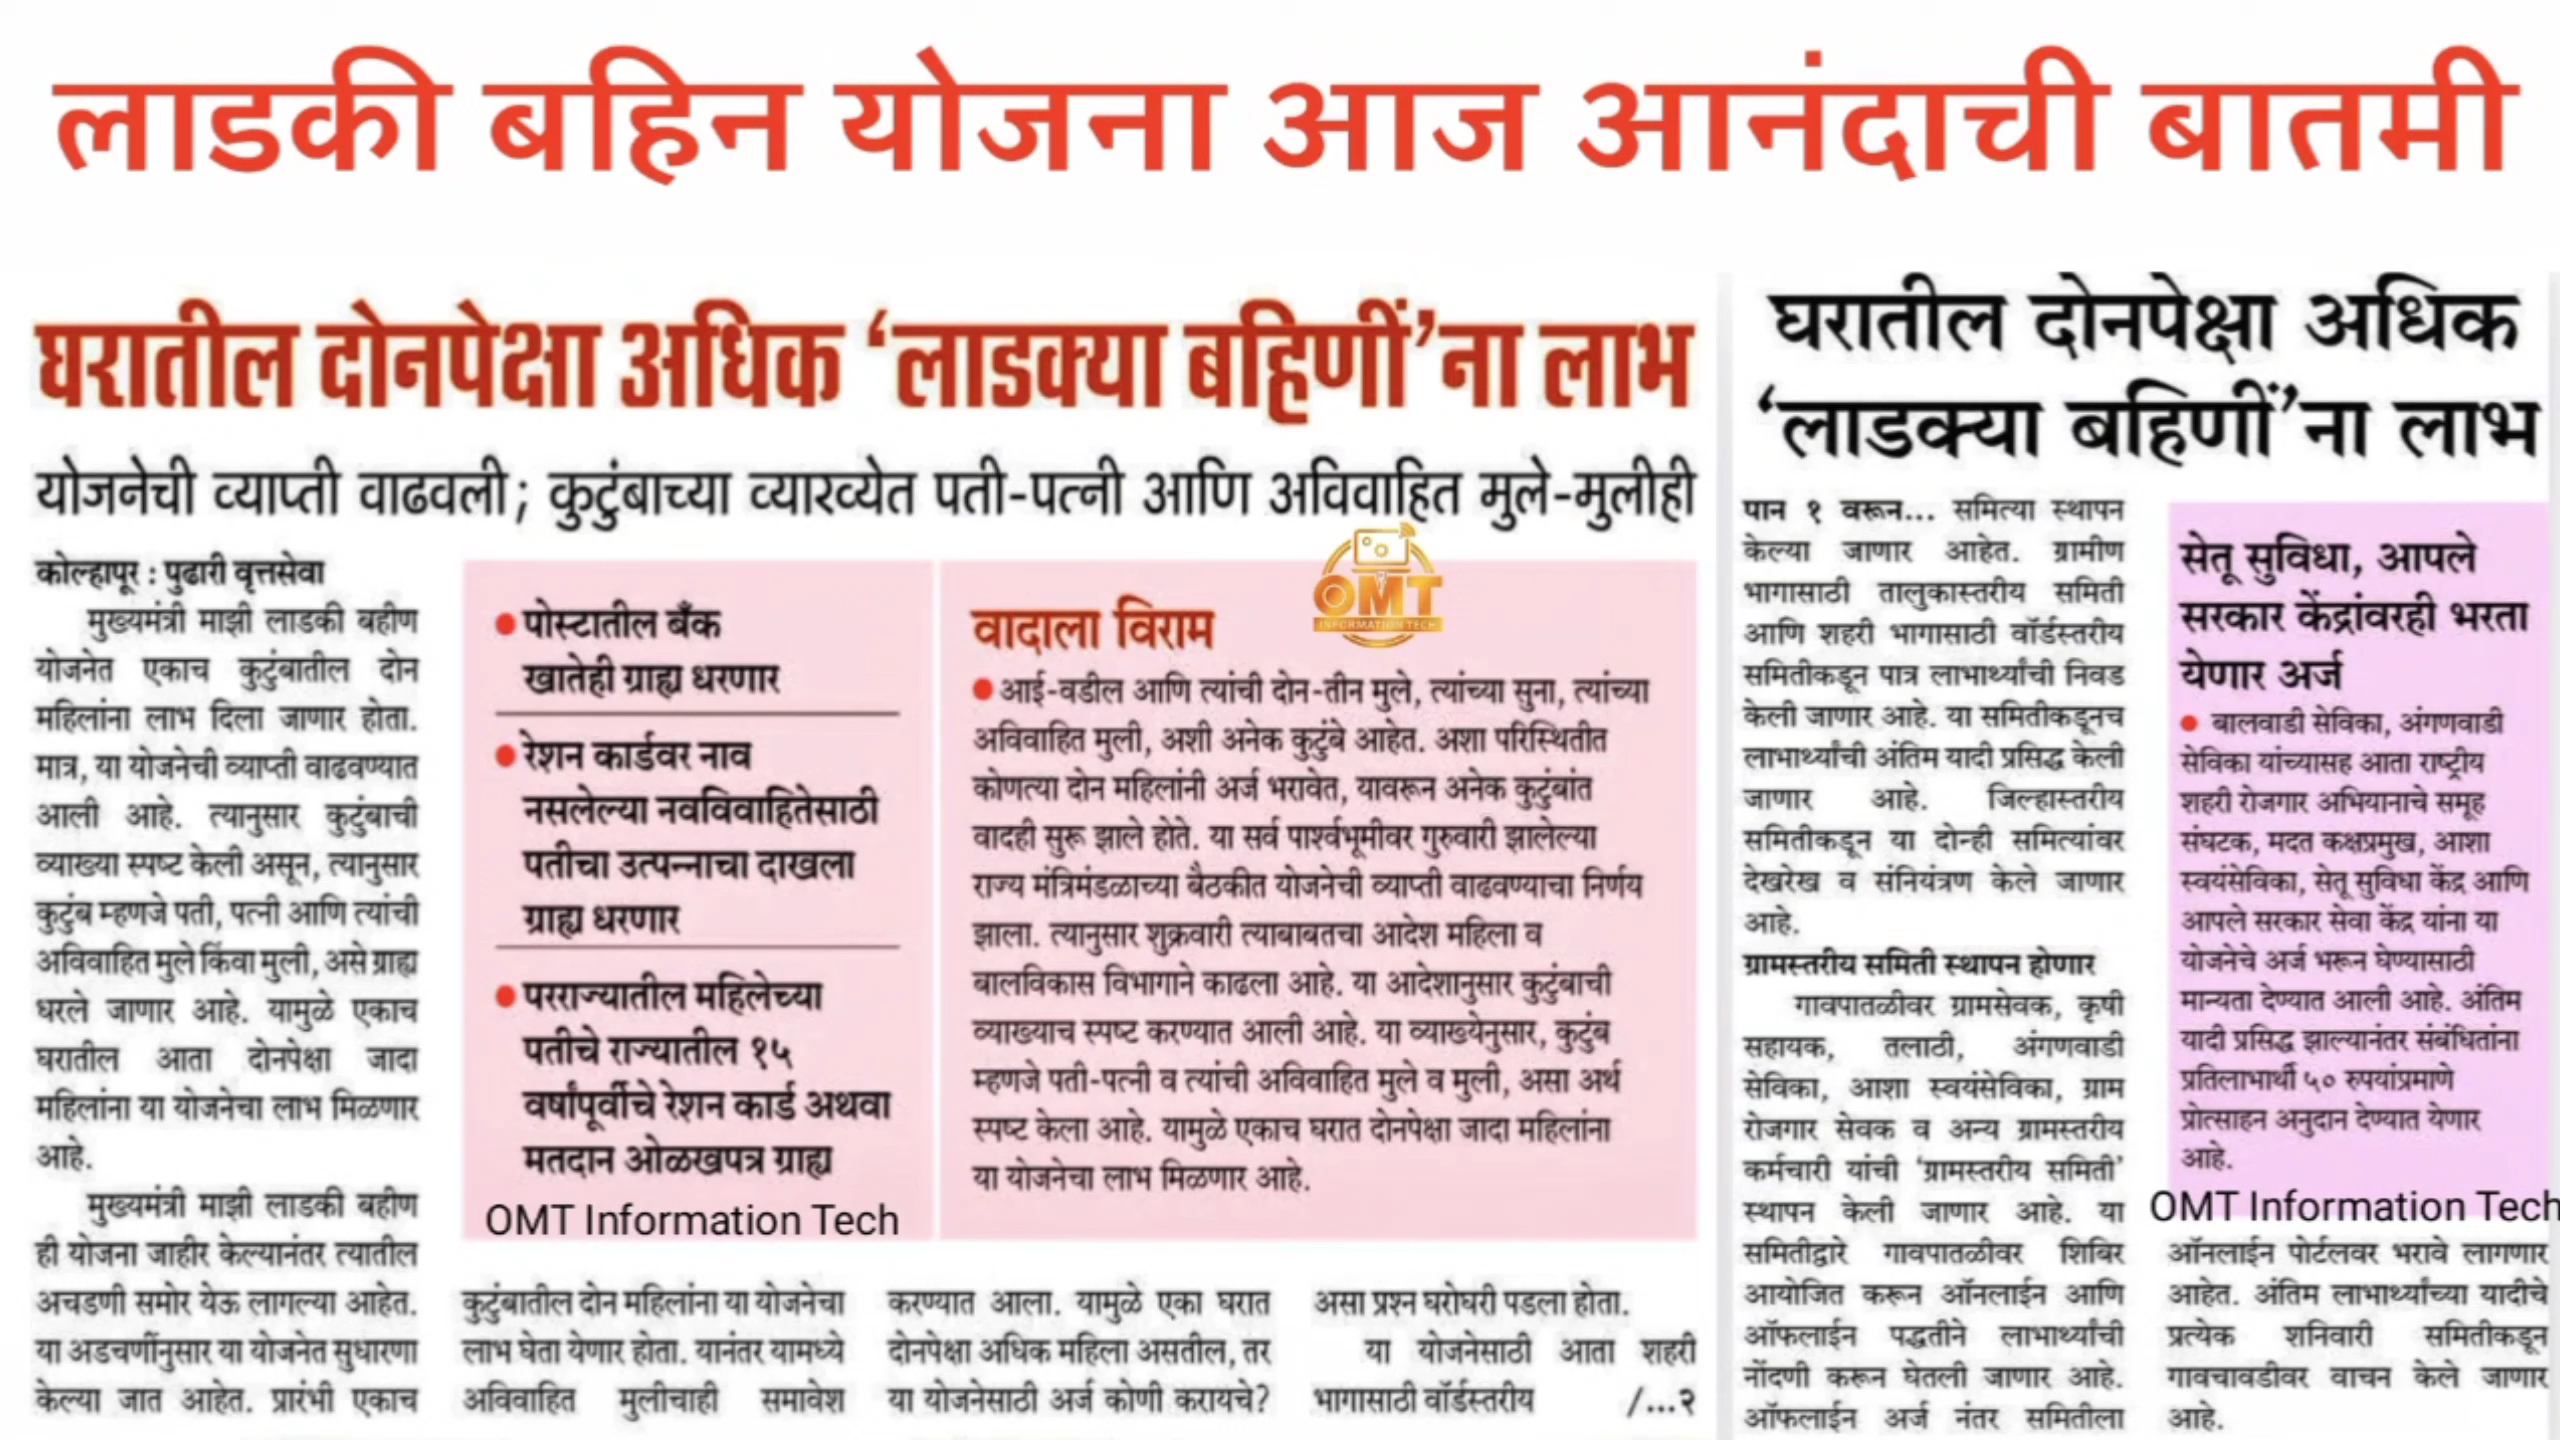 लाडकी बहिन योजना आज आनंदाची बातमी
घरातील दोनपेक्षा अधिक ‘लाडक्या बहिणीं’ना लाभ
योजनेची व्याप्ती वाढवली; कुटुंबाच्या व्याख्येत पती-पत्नी आणि अविवाहित मुले-मुलीही
कोल्हापूर : पुढारी वृत्तसेवा
मुख्यमंत्री माझी लाडकी बहीण
योजनेत एकाच कुटुंबातील दोन
महिलांना लाभ दिला जाणार होता.
मात्र, या योजनेची व्याप्ती वाढवण्यात
आली आहे. त्यानुसार कुटुंबाची
व्याख्या स्पष्ट केली असून, त्यानुसार
कुटुंब म्हणजे पती, पत्नी आणि त्यांची
अविवाहित मुले किंवा मुली, असे ग्राह्य
धरले जाणार आहे. यामुळे एकाच
घरातील आता दोनपेक्षा जादा
महिलांना या योजनेचा लाभ मिळणार
आहे.
मुख्यमंत्री माझी लाडकी बहीण
ही योजना जाहीर केल्यानंतर त्यातील
अचडणी समोर येऊ लागल्या आहेत.
या अडचणींनुसार या योजनेत सुधारणा
केल्या जात आहेत. प्रारंभी एकाच
● पोस्टातील बँक
खातेही ग्राह्य धरणार
● रेशन कार्डवर नाव
नसलेल्या नवविवाहितेसाठी
पतीचा उत्पन्नाचा दाखला
ग्राह्य धरणार
● परराज्यातील महिलेच्या
पतीचे राज्यातील १५
वर्षांपूर्वीचे रेशन कार्ड अथवा
मतदान ओळखपत्र ग्राह्य
OMT Information Tech
OMT
INFORMATION TECH
वादाला विराम
● आई-वडील आणि त्यांची दोन-तीन मुले, त्यांच्या सुना, त्यांच्या
अविवाहित मुली, अशी अनेक कुटुंबे आहेत. अशा परिस्थितीत
कोणत्या दोन महिलांनी अर्ज भरावेत, यावरून अनेक कुटुंबांत
वादही सुरू झाले होते. या सर्व पार्श्वभूमीवर गुरुवारी झालेल्या
राज्य मंत्रिमंडळाच्या बैठकीत योजनेची व्याप्ती वाढवण्याचा निर्णय
झाला. त्यानुसार शुक्रवारी त्याबाबतचा आदेश महिला व
बालविकास विभागाने काढला आहे. या आदेशानुसार कुटुंबाची
व्याख्याच स्पष्ट करण्यात आली आहे. या व्याख्येनुसार, कुटुंब
म्हणजे पती-पत्नी व त्यांची अविवाहित मुले व मुली, असा अर्थ
स्पष्ट केला आहे. यामुळे एकाच घरात दोनपेक्षा जादा महिलांना
या योजनेचा लाभ मिळणार आहे.
कुटुंबातील दोन महिलांना या योजनेचा
लाभ घेता येणार होता. यानंतर यामध्ये
अविवाहित मुलीचाही समावेश
करण्यात आला. यामुळे एका घरात
दोनपेक्षा अधिक महिला असतील, तर
या योजनेसाठी अर्ज कोणी करायचे?
असा प्रश्न घरोघरी पडला होता.
या योजनेसाठी आता शहरी
भागासाठी वॉर्डस्तरीय /...२
घरातील दोनपेक्षा अधिक
‘लाडक्या बहिणीं’ना लाभ
पान १ वरून... समित्या स्थापन
केल्या जाणार आहेत. ग्रामीण
भागासाठी तालुकास्तरीय समिती
आणि शहरी भागासाठी वॉर्डस्तरीय
समितीकडून पात्र लाभार्थ्यांची निवड
केली जाणार आहे. या समितीकडूनच
लाभार्थ्यांची अंतिम यादी प्रसिद्ध केली
जाणार आहे. जिल्हास्तरीय
समितीकडून या दोन्ही समित्यांवर
देखरेख व संनियंत्रण केले जाणार
आहे.
ग्रामस्तरीय समिती स्थापन होणार
गावपातळीवर ग्रामसेवक, कृषी
सहायक, तलाठी, अंगणवाडी
सेविका, आशा स्वयंसेविका, ग्राम
रोजगार सेवक व अन्य ग्रामस्तरीय
कर्मचारी यांची ‘ग्रामस्तरीय समिती’
स्थापन केली जाणार आहे. या
समितीद्वारे गावपातळीवर शिबिर
आयोजित करून ऑनलाईन आणि
ऑफलाईन पद्धतीने लाभार्थ्यांची
नोंदणी करून घेतली जाणार आहे.
ऑफलाईन अर्ज नंतर समितीला
सेतू सुविधा, आपले
सरकार केंद्रांवरही भरता
येणार अर्ज
● बालवाडी सेविका, अंगणवाडी
सेविका यांच्यासह आता राष्ट्रीय
शहरी रोजगार अभियानाचे समूह
संघटक, मदत कक्षप्रमुख, आशा
स्वयंसेविका, सेतू सुविधा केंद्र आणि
आपले सरकार सेवा केंद्र यांना या
योजनेचे अर्ज भरून घेण्यासाठी
मान्यता देण्यात आली आहे. अंतिम
यादी प्रसिद्ध झाल्यानंतर संबंधितांना
प्रतिलाभार्थी ५० रुपयांप्रमाणे
प्रोत्साहन अनुदान देण्यात येणार
आहे.
OMT Information Tech
ऑनलाईन पोर्टलवर भरावे लागणार
आहेत. अंतिम लाभार्थ्यांच्या यादीचे
प्रत्येक शनिवारी समितीकडून
गावचावडीवर वाचन केले जाणार
आहे.